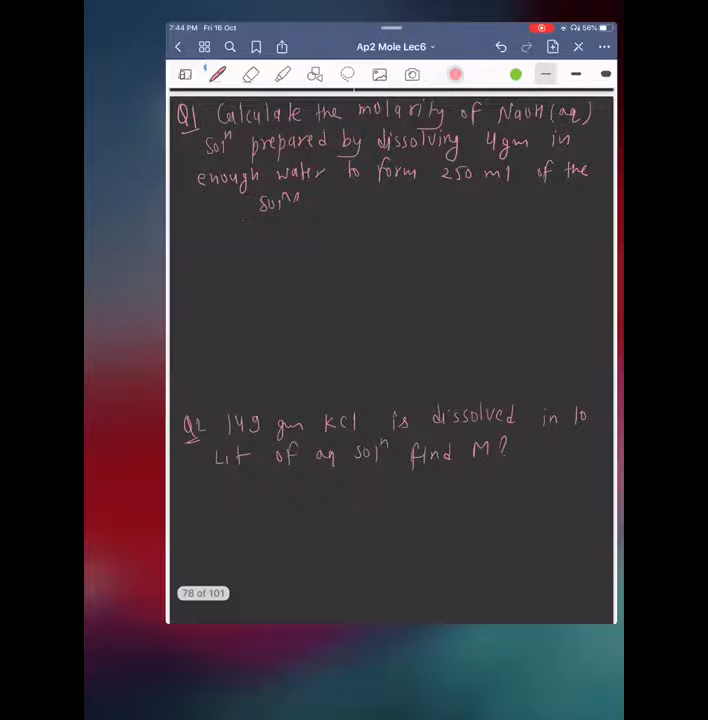 7:44 PM Fri 16 Oct
56%
Ap2 Mole Lec6
Q1 Calculate the molarity of NaOH(aq)
solⁿ prepared by dissolving 4gm in
enough water to form 250 ml of the
solⁿ
Q2 149 gm KCl is dissolved in 10
Lit of aq solⁿ find M?
78 of 101